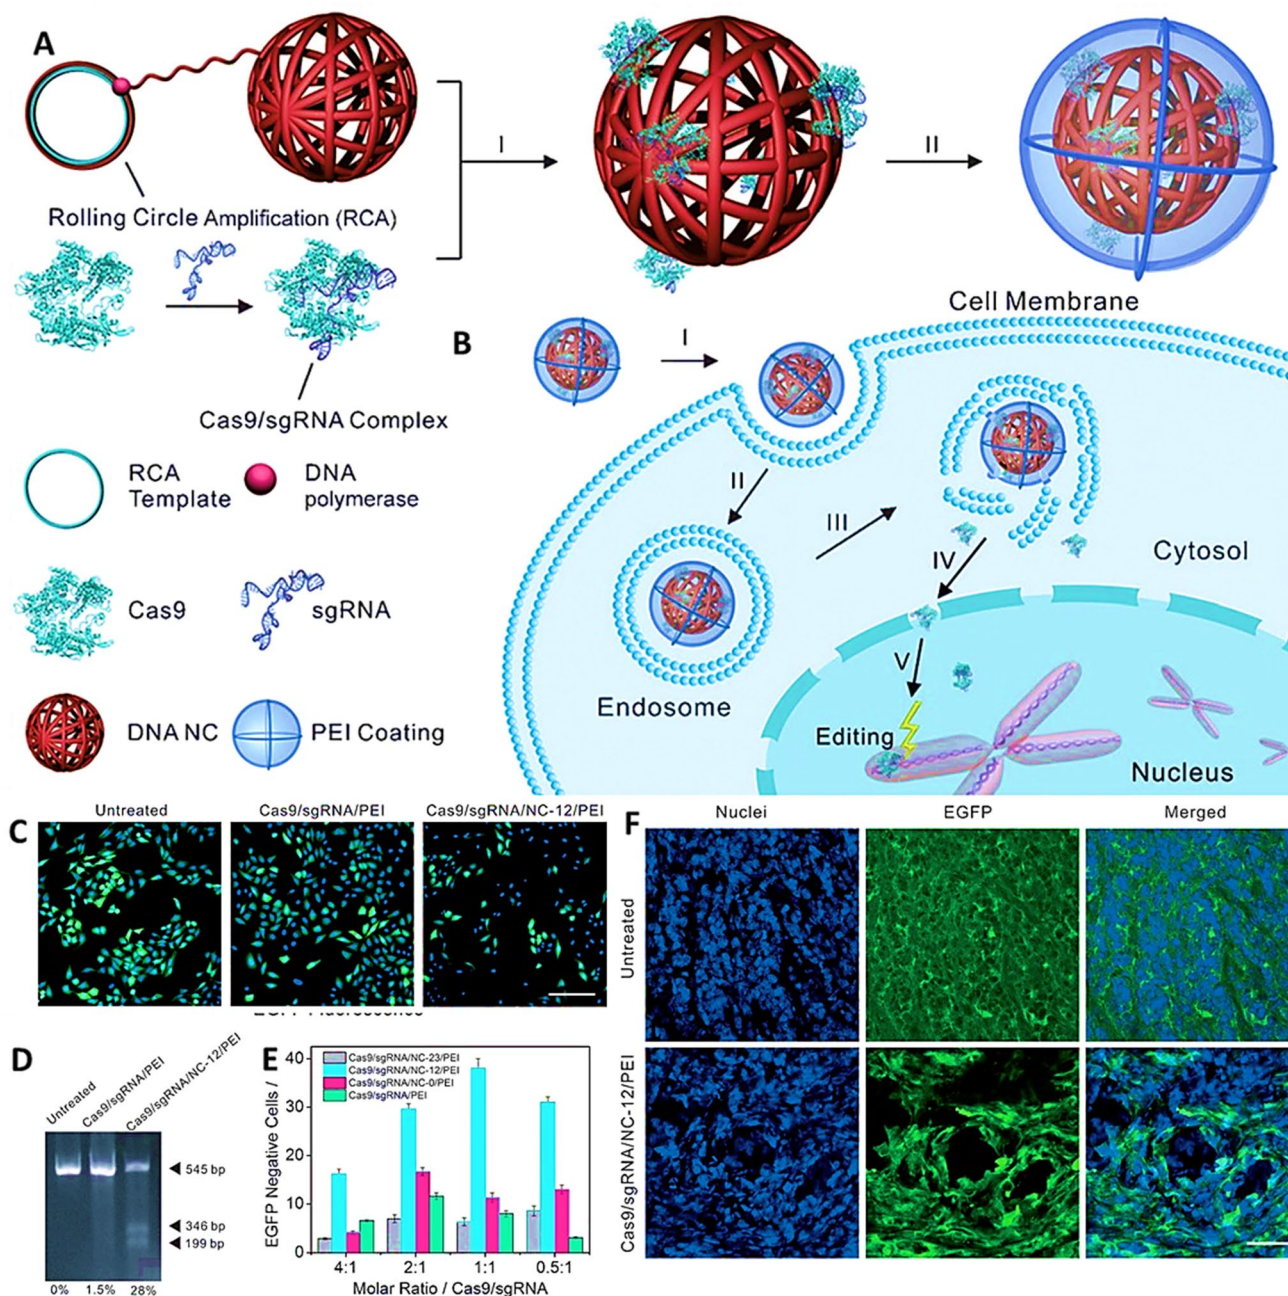 A
I
II
Rolling Circle Amplification (RCA)
Cas9/sgRNA Complex
RCA
Template
DNA
polymerase
Cas9
sgRNA
DNA NC
PEI Coating
B
Cell Membrane
I
II
III
IV
V
Cytosol
Endosome
Editing
Nucleus
C
Untreated
Cas9/sgRNA/PEI
Cas9/sgRNA/NC-12/PEI
D
Untreated
Cas9/sgRNA/PEI
Cas9/sgRNA/NC-12/PEI
545 bp
346 bp
199 bp
0%
1.5%
28%
E
EGFP Negative Cells /
40
30
20
10
0
Cas9/sgRNA/NC-23/PEI
Cas9/sgRNA/NC-12/PEI
Cas9/sgRNA/NC-0/PEI
Cas9/sgRNA/PEI
4:1
2:1
1:1
0.5:1
Molar Ratio / Cas9/sgRNA
F
Nuclei
EGFP
Merged
Untreated
Cas9/sgRNA/NC-12/PEI